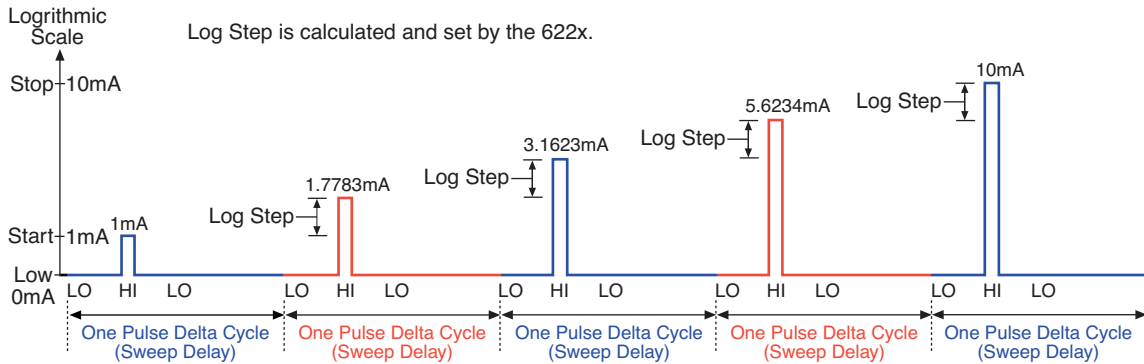 Logrithmic
Scale
Log Step is calculated and set by the 622x.
Stop 10mA
10mA
Log Step
5.6234mA
Log Step
3.1623mA
Log Step
1.7783mA
Log Step
1mA
Start 1mA
Low
0mA
LO HI LO LO HI LO LO HI LO LO HI LO LO HI LO
One Pulse Delta Cycle
(Sweep Delay)
One Pulse Delta Cycle
(Sweep Delay)
One Pulse Delta Cycle
(Sweep Delay)
One Pulse Delta Cycle
(Sweep Delay)
One Pulse Delta Cycle
(Sweep Delay)